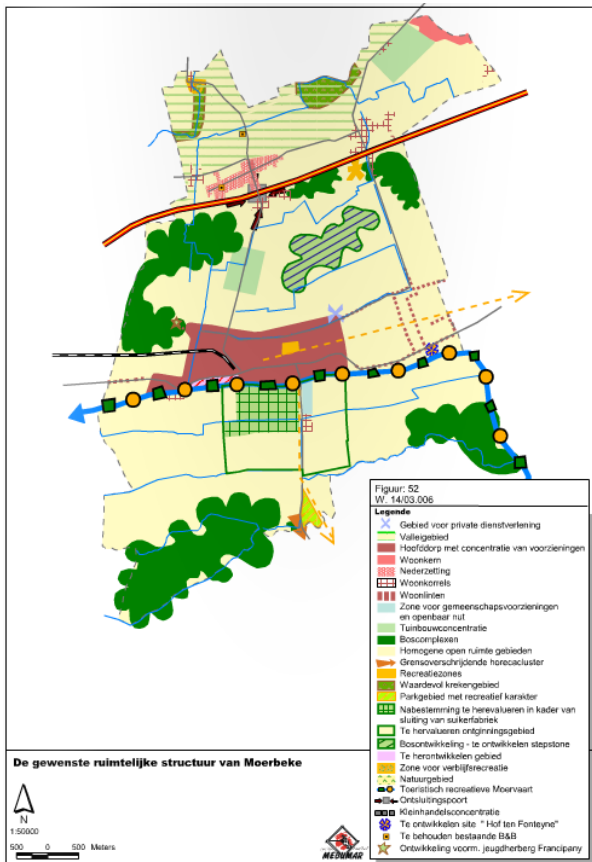 Figuur: 52
W. 14/03.006
Legende
Gebied voor private dienstverlening
Valleigebied
Hoofddorp met concentratie van voorzieningen
Woonkern
Nederzetting
Woonkorrels
Woonlinten
Zone voor gemeenschapsvoorzieningen
en openbaar nut
Tuinbouwconcentratie
Boscomplexen
Homogene open ruimte gebieden
Grensoverschrijdende horecacluster
Recreatiezones
Waardevol krekengebied
Parkgebied met recreatief karakter
Nabestemming te herevalueren in kader van
sluiting van suikerfabriek
Te hervalueren ontginningsgebied
Bosontwikkeling - te ontwikkelen stepstone
Te herontwikkelen gebied
Zone voor verblijfsrecreatie
Natuurgebied
Toeristisch recreatieve Moervaart
Ontsluitingspoort
Kleinhandelsconcentratie
Te ontwikkelen site " Hof ten Fonteyne"
Te behouden bestaande B&B
Ontwikkeling voorm. jeugdherberg Francipany
De gewenste ruimtelijke structuur van Moerbeke
N
1:50000
500 0 500 Meters
MEDUMAR